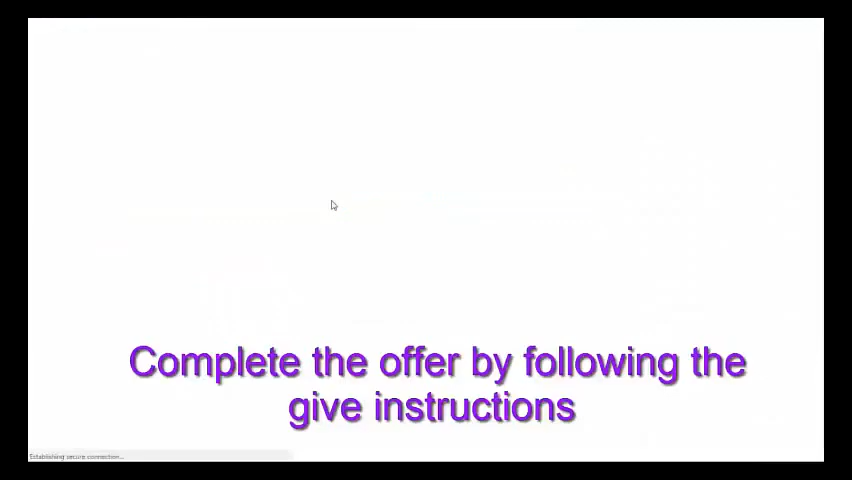 Complete the offer by following the
give instructions
Establishing secure connection...